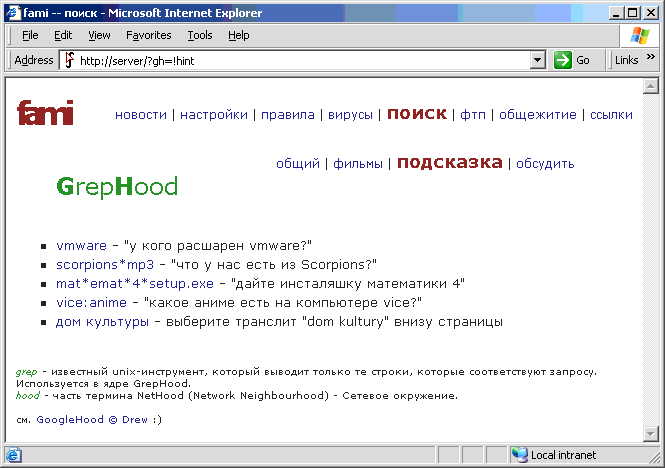 fami -- поиск - Microsoft Internet Explorer
File Edit View Favorites Tools Help
Address http://server/?gh=!hint Go Links »
fami новости | настройки | правила | вирусы | поиск | фтп | общежитие | ссылки
общий | фильмы | подсказка | обсудить
GrepHood
vmware - "у кого расшарен vmware?"
scorpions*mp3 - "что у нас есть из Scorpions?"
mat*emat*4*setup.exe - "дайте инсталяшку математики 4"
vice:anime - "какое аниме есть на компьютере vice?"
дом культуры - выберите транслит "dom kultury" внизу страницы
grep - известный unix-инструмент, который выводит только те строки, которые соответствуют запросу.
Используется в ядре GrepHood.
hood - часть термина NetHood (Network Neighbourhood) - Сетевое окружение.
см. GoogleHood © Drew :)
Local intranet